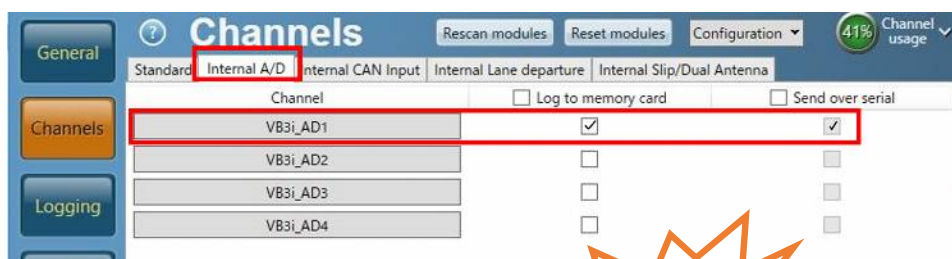 General
? Channels
Rescan modules
Reset modules
Configuration
41%
Channel usage
Standard
Internal A/D
nternal CAN Input
Internal Lane departure
Internal Slip/Dual Antenna
Channel
Log to memory card
Send over serial
Channels
VB3i_AD1
VB3i_AD2
VB3i_AD3
Logging
VB3i_AD4